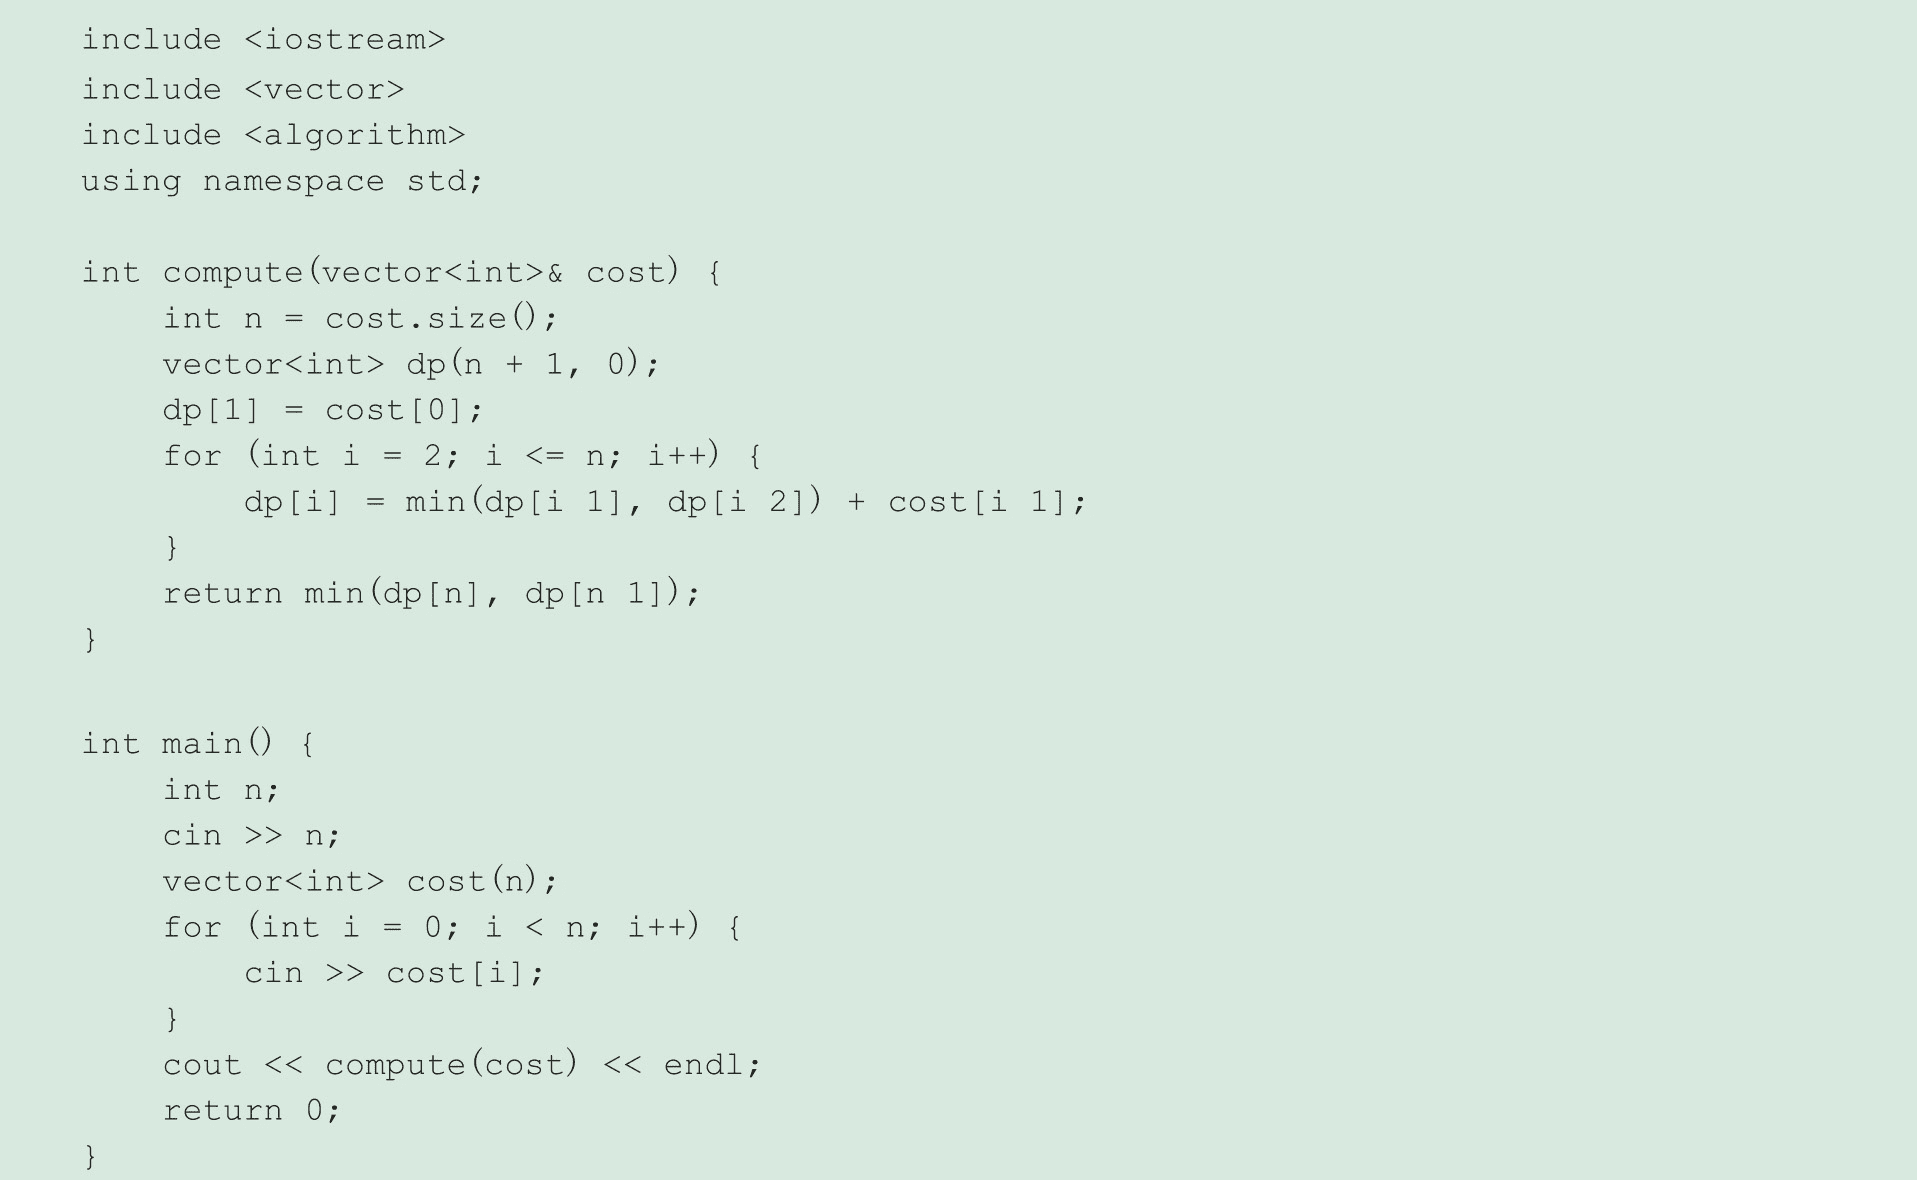 include <iostream>
include <vector>
include <algorithm>
using namespace std;
int compute(vector<int>& cost) {
    int n = cost.size();
    vector<int> dp(n + 1, 0);
    dp[1] = cost[0];
    for (int i = 2; i <= n; i++) {
        dp[i] = min(dp[i 1], dp[i 2]) + cost[i 1];
    }
    return min(dp[n], dp[n 1]);
}
int main() {
    int n;
    cin >> n;
    vector<int> cost(n);
    for (int i = 0; i < n; i++) {
        cin >> cost[i];
    }
    cout << compute(cost) << endl;
    return 0;
}